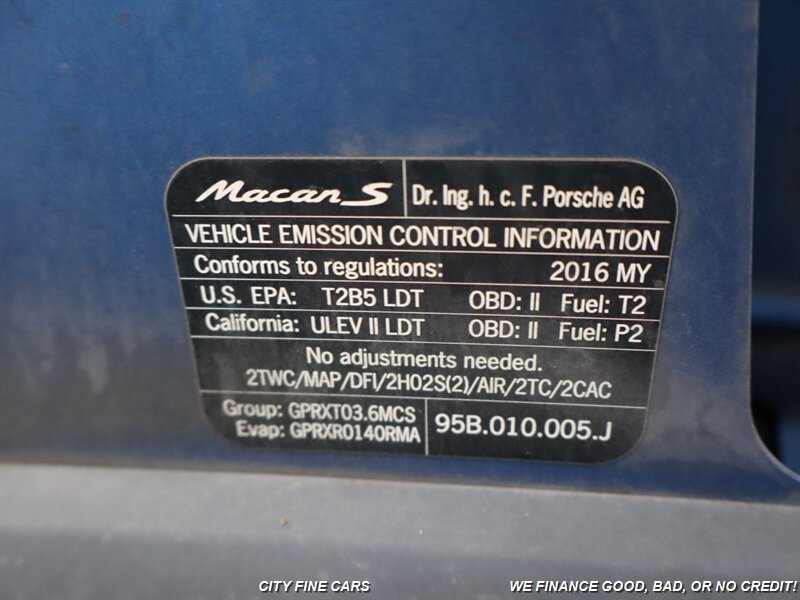 Macan S Dr. Ing. h. c. F. Porsche AG
VEHICLE EMISSION CONTROL INFORMATION
Conforms to regulations: 2016 MY
U.S. EPA: T2B5 LDT OBD: II Fuel: T2
California: ULEV II LDT OBD: II Fuel: P2
No adjustments needed.
2TWC/MAP/DFI/2HO2S(2)/AIR/2TC/2CAC
Group: GPRXT03.6MCS
Evap: GPRXR0140RMA
95B.010.005.J
CITY FINE CARS WE FINANCE GOOD, BAD, OR NO CREDIT!